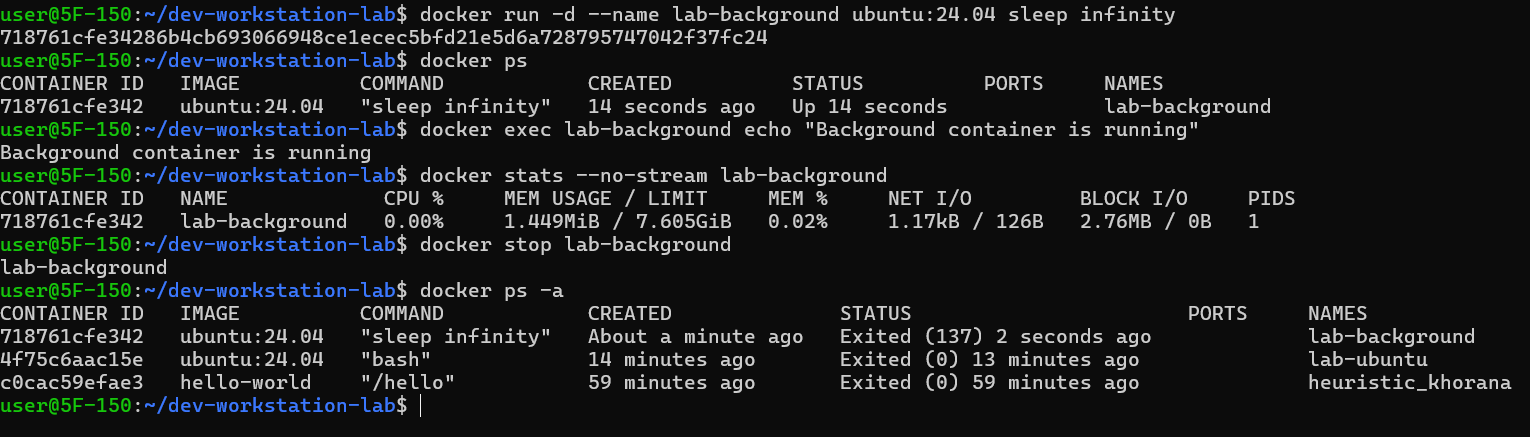 user@5F-150:~/dev-workstation-lab$ docker run -d --name lab-background ubuntu:24.04 sleep infinity
718761cfe34286b4cb693066948ce1ecec5bfd21e5d6a728795747042f37fc24
user@5F-150:~/dev-workstation-lab$ docker ps
CONTAINER ID   IMAGE          COMMAND            CREATED          STATUS          PORTS     NAMES
718761cfe342   ubuntu:24.04   "sleep infinity"   14 seconds ago   Up 14 seconds             lab-background
user@5F-150:~/dev-workstation-lab$ docker exec lab-background echo "Background container is running"
Background container is running
user@5F-150:~/dev-workstation-lab$ docker stats --no-stream lab-background
CONTAINER ID   NAME             CPU %     MEM USAGE / LIMIT     MEM %     NET I/O         BLOCK I/O     PIDS
718761cfe342   lab-background   0.00%     1.449MiB / 7.605GiB   0.02%     1.17kB / 126B   2.76MB / 0B   1
user@5F-150:~/dev-workstation-lab$ docker stop lab-background
lab-background
user@5F-150:~/dev-workstation-lab$ docker ps -a
CONTAINER ID   IMAGE          COMMAND            CREATED              STATUS                       PORTS     NAMES
718761cfe342   ubuntu:24.04   "sleep infinity"   About a minute ago   Exited (137) 2 seconds ago             lab-background
4f75c6aac15e   ubuntu:24.04   "bash"             14 minutes ago       Exited (0) 13 minutes ago              lab-ubuntu
c0cac59efae3   hello-world    "/hello"           59 minutes ago       Exited (0) 59 minutes ago              heuristic_khorana
user@5F-150:~/dev-workstation-lab$